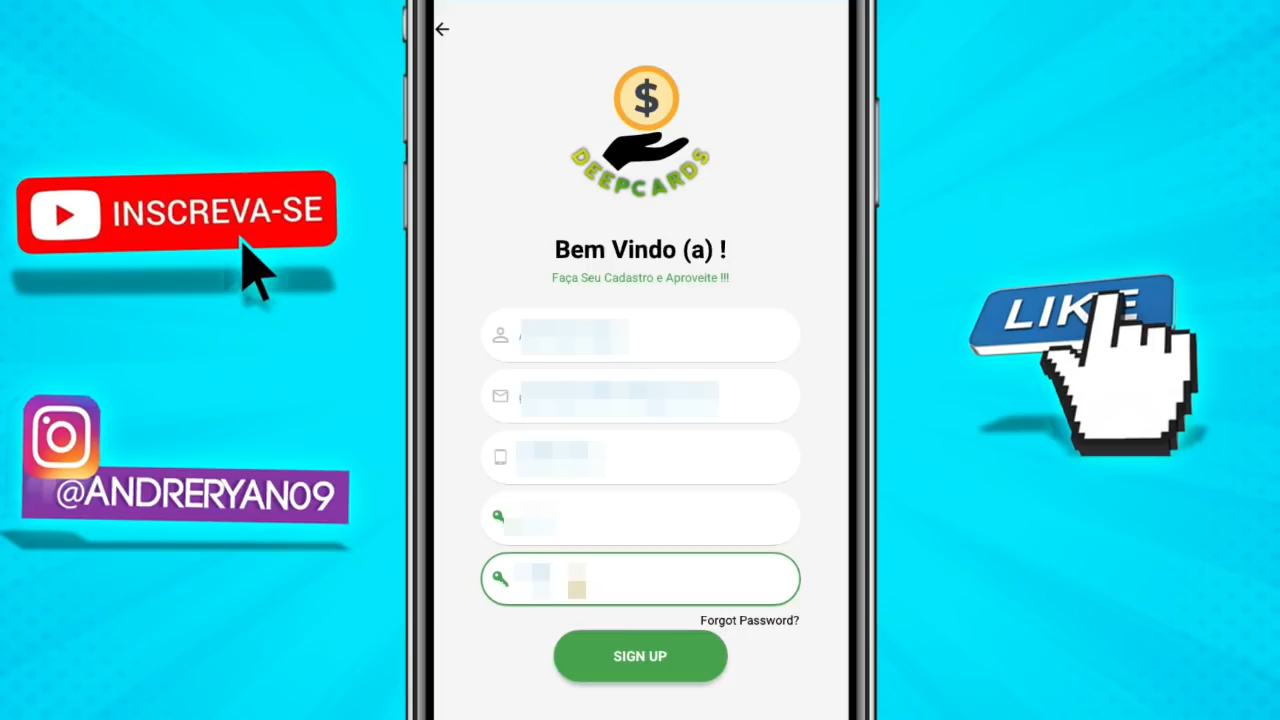 DEEPCARDS
Bem Vindo (a) !
Faça Seu Cadastro e Aproveite !!!
INSCREVA-SE
LIKE
@ANDRERYAN09
Forgot Password?
SIGN UP